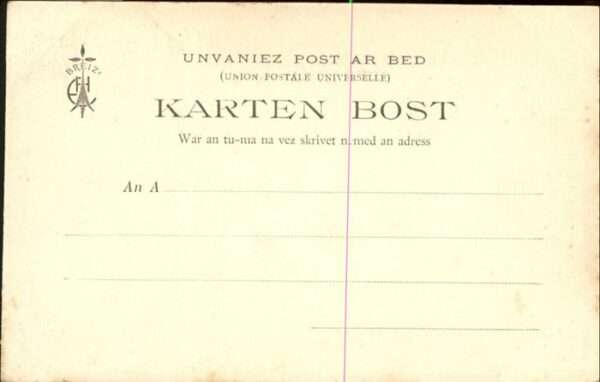 BREIZ
UNVANIEZ POST AR BED
(UNION POSTALE UNIVERSELLE)
KARTEN BOST
War an tu-ma na vez skrivet nemed an adress
An A